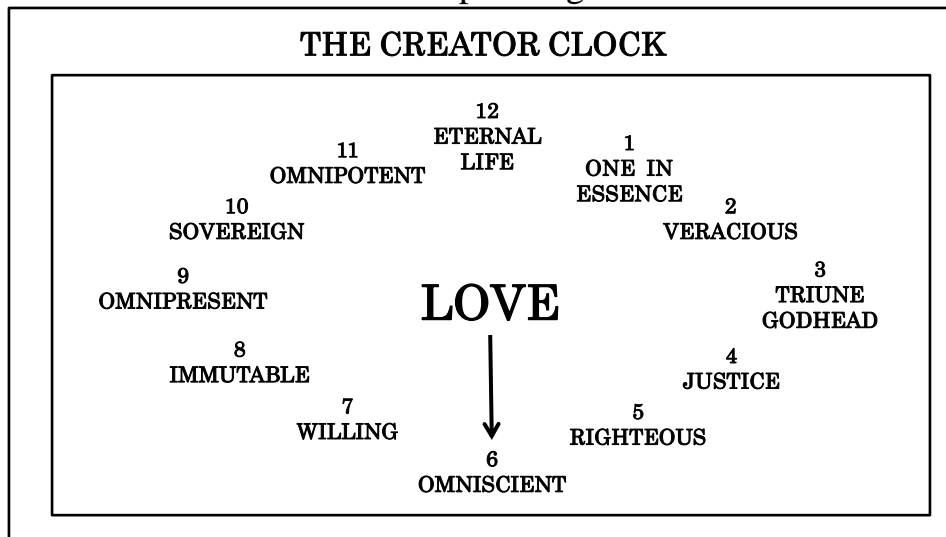 THE CREATOR CLOCK
12
ETERNAL
LIFE
1
ONE IN
ESSENCE
2
VERACIOUS
3
TRIUNE
GODHEAD
4
JUSTICE
5
RIGHTEOUS
6
OMNISCIENT
7
WILLING
8
IMMUTABLE
9
OMNIPRESENT
10
SOVEREIGN
11
OMNIPOTENT
LOVE